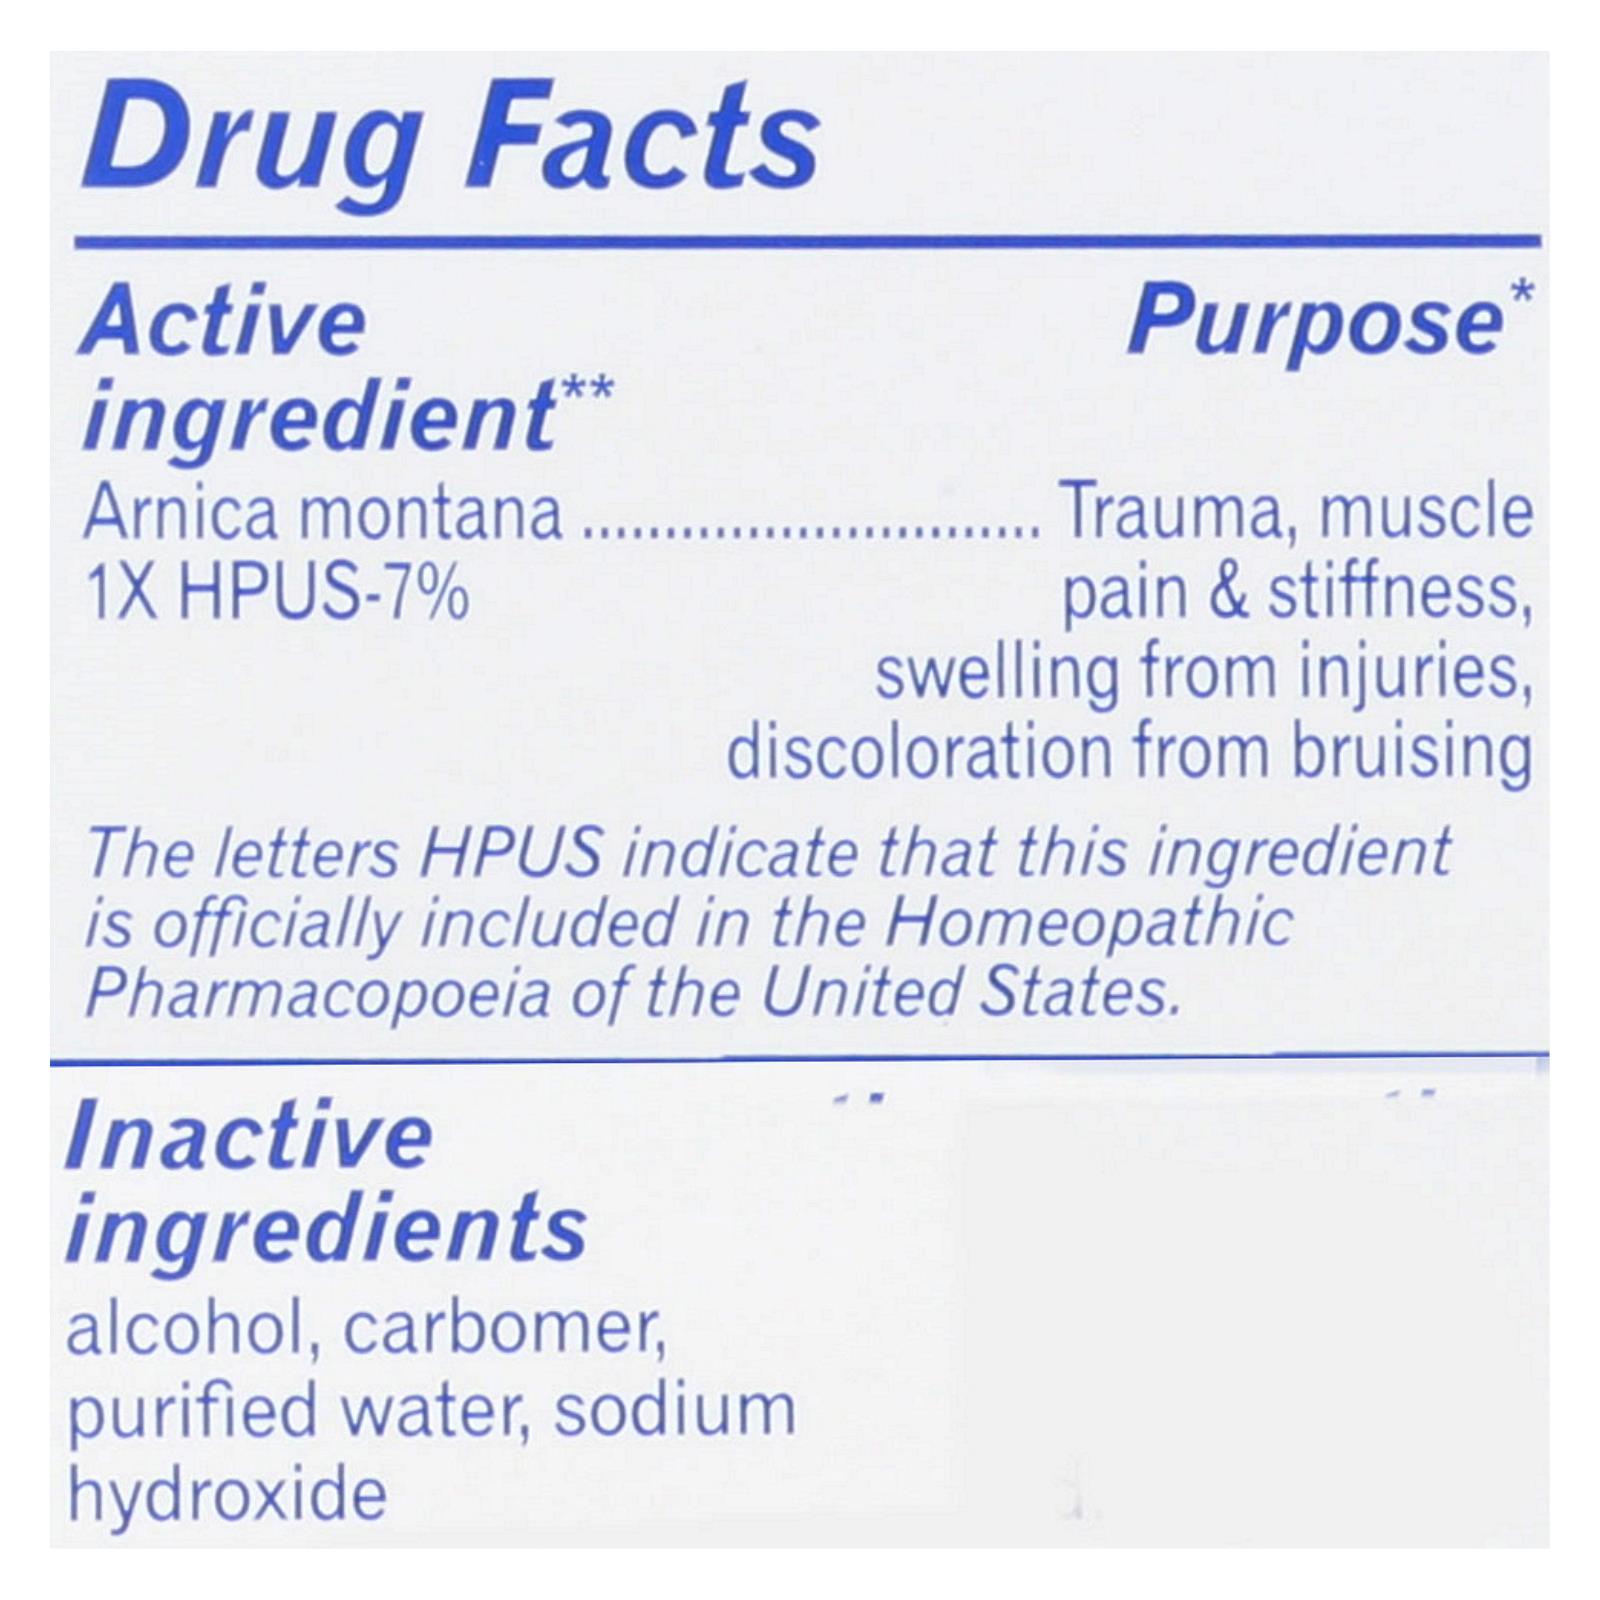 Drug Facts
Active Purpose*
ingredient**
Arnica montana ............................ Trauma, muscle
1X HPUS-7% pain & stiffness,
swelling from injuries,
discoloration from bruising
The letters HPUS indicate that this ingredient
is officially included in the Homeopathic
Pharmacopoeia of the United States.
Inactive
ingredients
alcohol, carbomer,
purified water, sodium
hydroxide